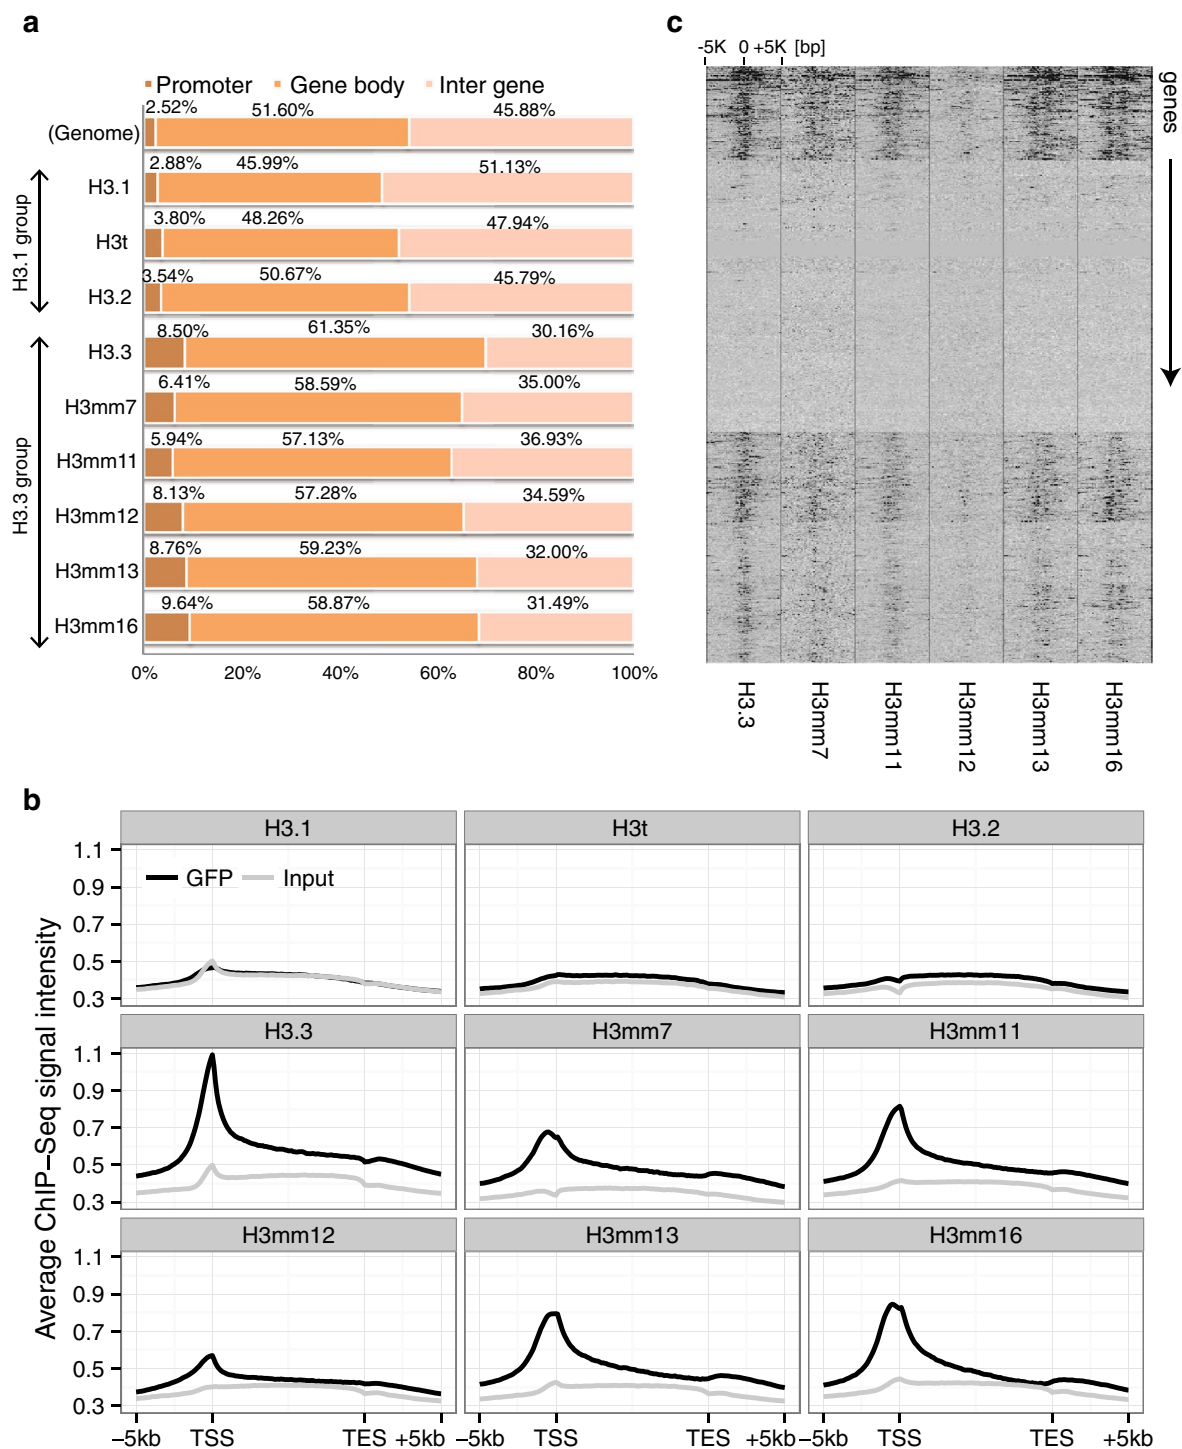 a
Promoter Gene body Inter gene
2.52% 51.60% 45.88%
(Genome)
2.88% 45.99% 51.13%
H3.1
3.80% 48.26% 47.94%
H3t
3.54% 50.67% 45.79%
H3.2
8.50% 61.35% 30.16%
H3.3
6.41% 58.59% 35.00%
H3mm7
5.94% 57.13% 36.93%
H3mm11
8.13% 57.28% 34.59%
H3mm12
8.76% 59.23% 32.00%
H3mm13
9.64% 58.87% 31.49%
H3mm16
0% 20% 40% 60% 80% 100%
H3.1 group
H3.3 group
c
-5K 0 +5K [bp]
genes
H3.3
H3mm7
H3mm11
H3mm12
H3mm13
H3mm16
b
Average ChIP–Seq signal intensity
H3.1 H3t H3.2
GFP Input
1.1
0.9
0.7
0.5
0.3
H3.3 H3mm7 H3mm11
1.1
0.9
0.7
0.5
0.3
H3mm12 H3mm13 H3mm16
1.1
0.9
0.7
0.5
0.3
–5kb TSS TES +5kb –5kb TSS TES +5kb –5kb TSS TES +5kb